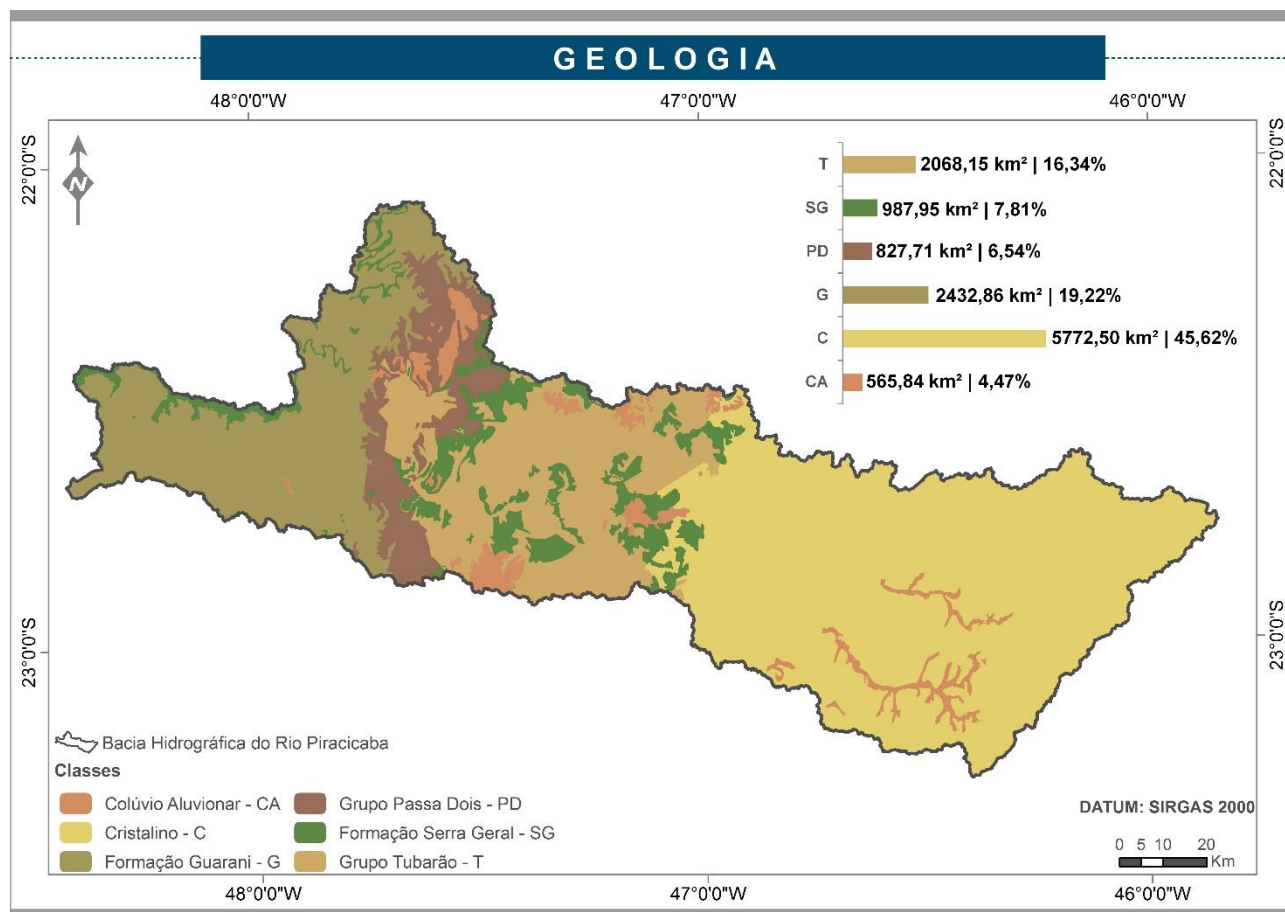 GEOLOGIA
48°0'0"W 47°0'0"W 46°0'0"W
22°0'0"S
22°0'0"S
N
T 2068,15 km² | 16,34%
SG 987,95 km² | 7,81%
PD 827,71 km² | 6,54%
G 2432,86 km² | 19,22%
C 5772,50 km² | 45,62%
CA 565,84 km² | 4,47%
23°0'0"S
23°0'0"S
Bacia Hidrográfica do Rio Piracicaba
Classes
Colúvio Aluvionar - CA
Cristalino - C
Formação Guarani - G
Grupo Passa Dois - PD
Formação Serra Geral - SG
Grupo Tubarão - T
DATUM: SIRGAS 2000
0 5 10 20
Km
48°0'0"W 47°0'0"W 46°0'0"W